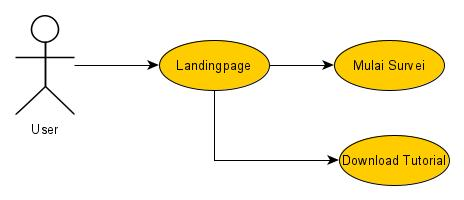 Landingpage
Mulai Survei
User
Download Tutorial